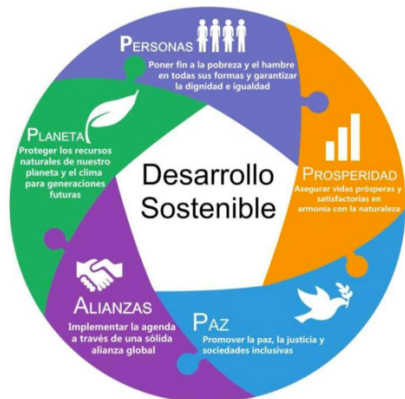 PERSONAS
Poner fin a la pobreza y el hambre
en todas sus formas y garantizar
la dignidad e igualdad
PLANETA
Proteger los recursos
naturales de nuestro
planeta y el clima
para generaciones
futuras
Desarrollo
Sostenible
PROSPERIDAD
Asegurar vidas prósperas y
satisfactorias en
armonía con la naturaleza
ALIANZAS
Implementar la agenda
a través de una sólida
alianza global
PAZ
Promover la paz, la justicia y
sociedades inclusivas